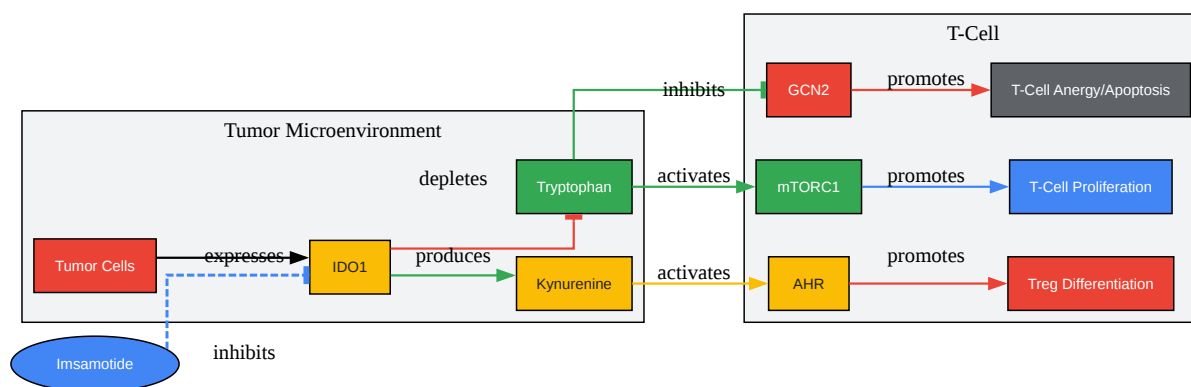 T-Cell
inhibits
GCN2
promotes
T-Cell Anergy/Apoptosis
Tumor Microenvironment
depletes
Tryptophan
activates
mTORC1
promotes
T-Cell Proliferation
Tumor Cells
expresses
IDO1
produces
Kynurenine
activates
AHR
promotes
Treg Differentiation
Imsamotide
inhibits